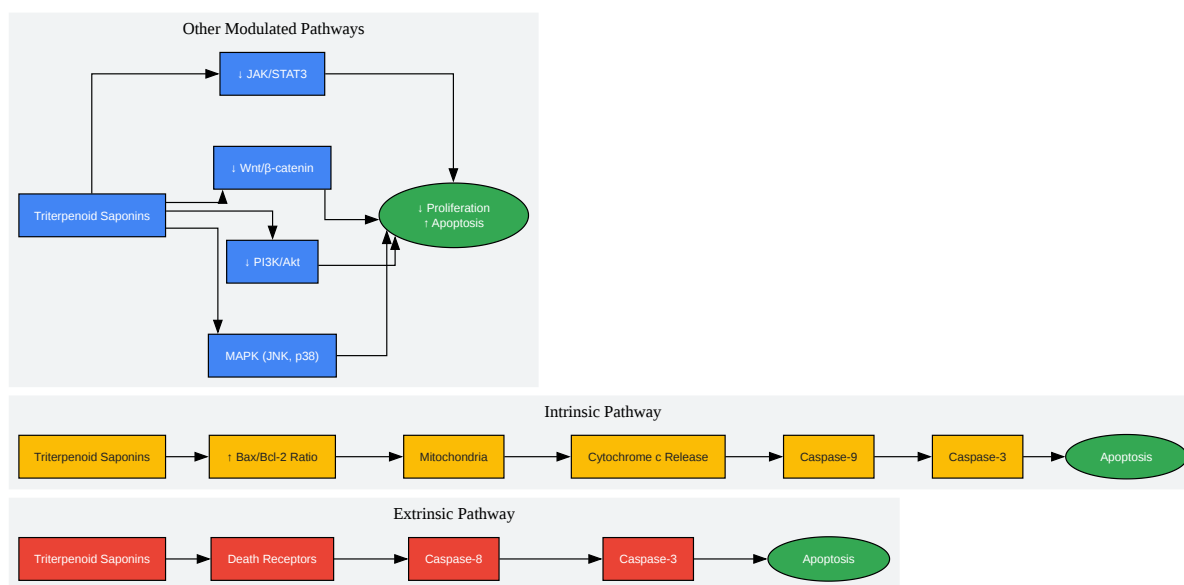 Other Modulated Pathways
↓ JAK/STAT3
↓ Wnt/β-catenin
Triterpenoid Saponins
↓ Proliferation
↑ Apoptosis
↓ PI3K/Akt
MAPK (JNK, p38)
Intrinsic Pathway
Triterpenoid Saponins
↑ Bax/Bcl-2 Ratio
Mitochondria
Cytochrome c Release
Caspase-9
Caspase-3
Apoptosis
Extrinsic Pathway
Triterpenoid Saponins
Death Receptors
Caspase-8
Caspase-3
Apoptosis